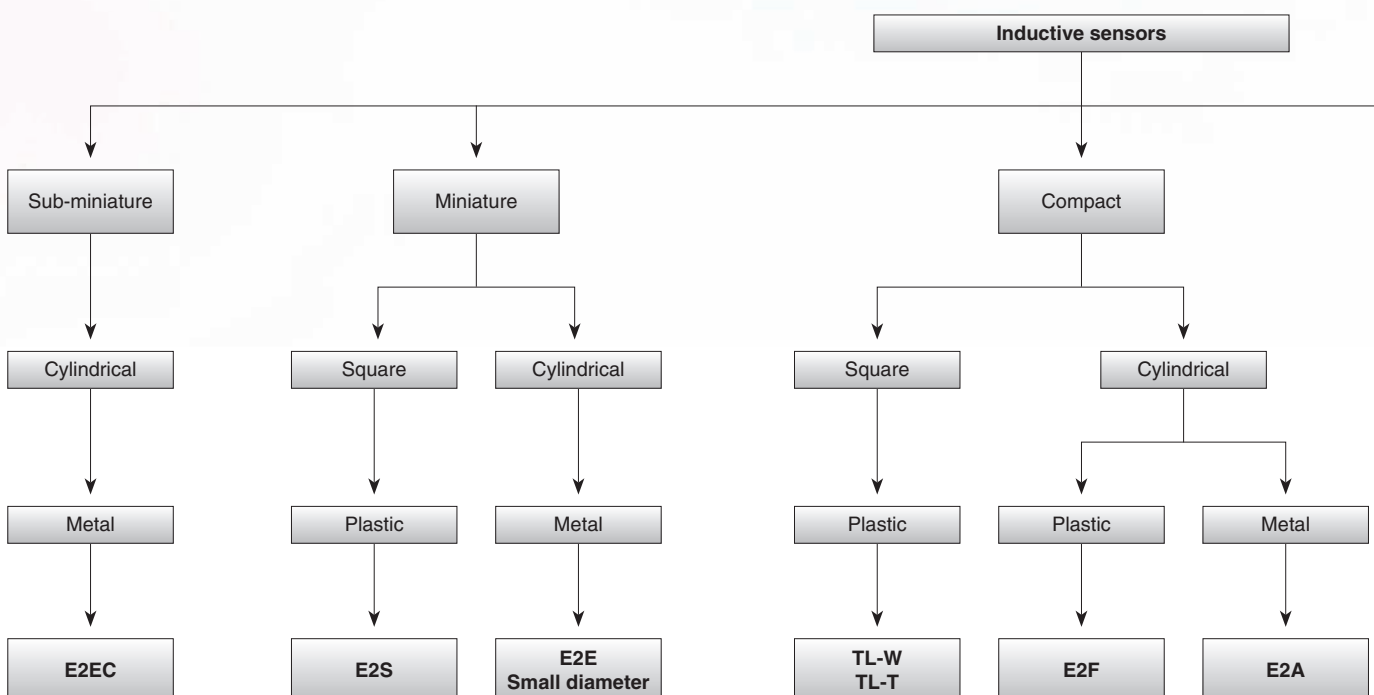 Inductive sensors
Sub-miniature
Miniature
Compact
Cylindrical
Square
Cylindrical
Square
Cylindrical
Metal
Plastic
Metal
Plastic
Plastic
Metal
E2EC
E2S
E2E
Small diameter
TL-W
TL-T
E2F
E2A